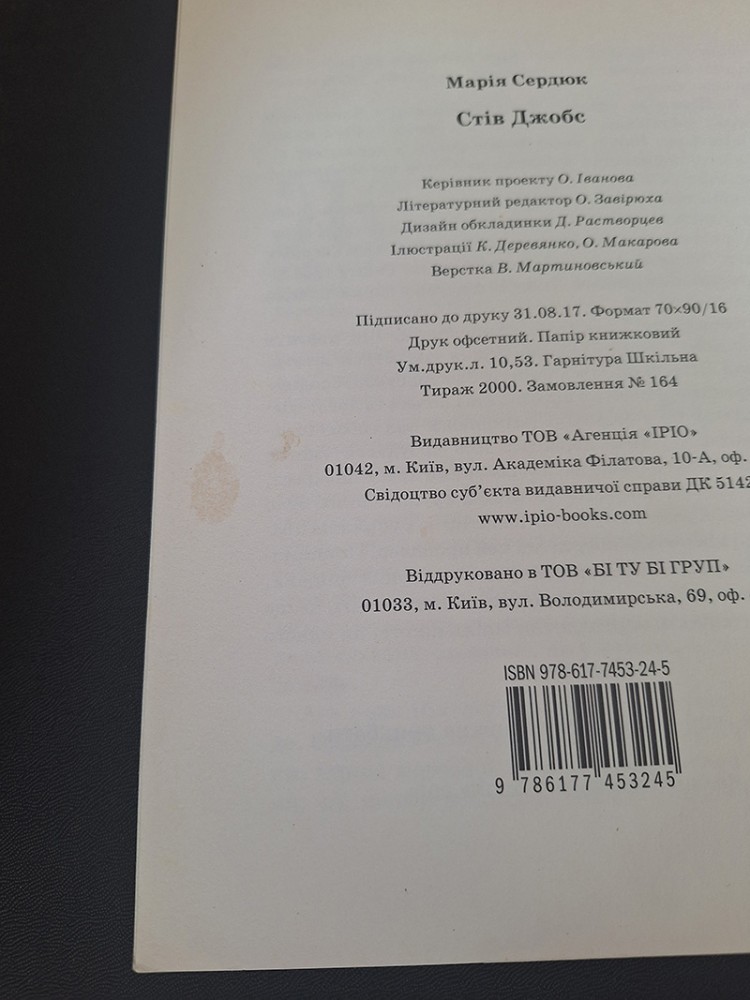 Марія Сердюк
Стів Джобс
Керівник проекту О. Іванова
Літературний редактор О. Завірюха
Дизайн обкладинки Д. Растворцев
Ілюстрації К. Деревянко, О. Макарова
Верстка В. Мартиновський
Підписано до друку 31.08.17. Формат 70×90/16
Друк офсетний. Папір книжковий
Ум.друк.л. 10,53. Гарнітура Шкільна
Тираж 2000. Замовлення № 164
Видавництво ТОВ «Агенція «ІРІО»
01042, м. Київ, вул. Академіка Філатова, 10-А, оф.
Свідоцтво суб’єкта видавничої справи ДК 5142
www.ipio-books.com
Віддруковано в ТОВ «БІ ТУ БІ ГРУП»
01033, м. Київ, вул. Володимирська, 69, оф.
ISBN 978-617-7453-24-5
9 786177 453245